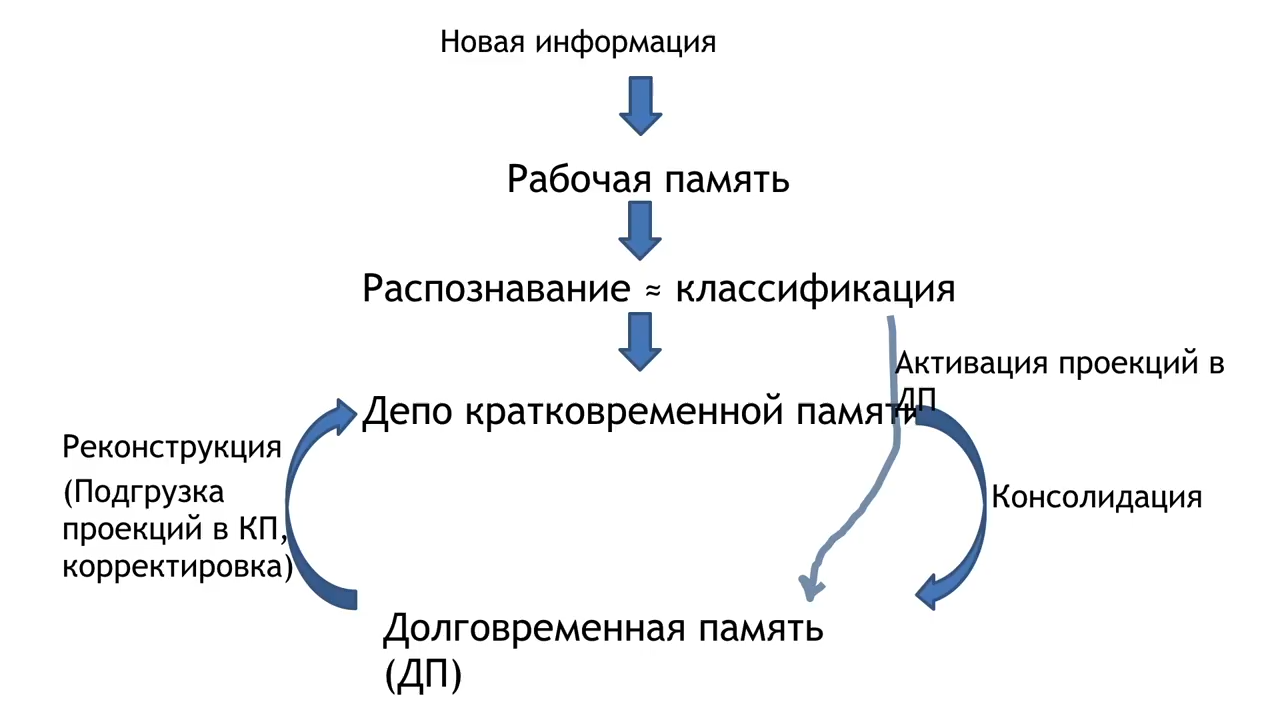 Новая информация
Рабочая память
Распознавание ≈ классификация
Активация проекций в
ДП
Депо кратковременной памяти
Реконструкция
(Подгрузка
проекций в КП,
корректировка)
Консолидация
Долговременная память
(ДП)